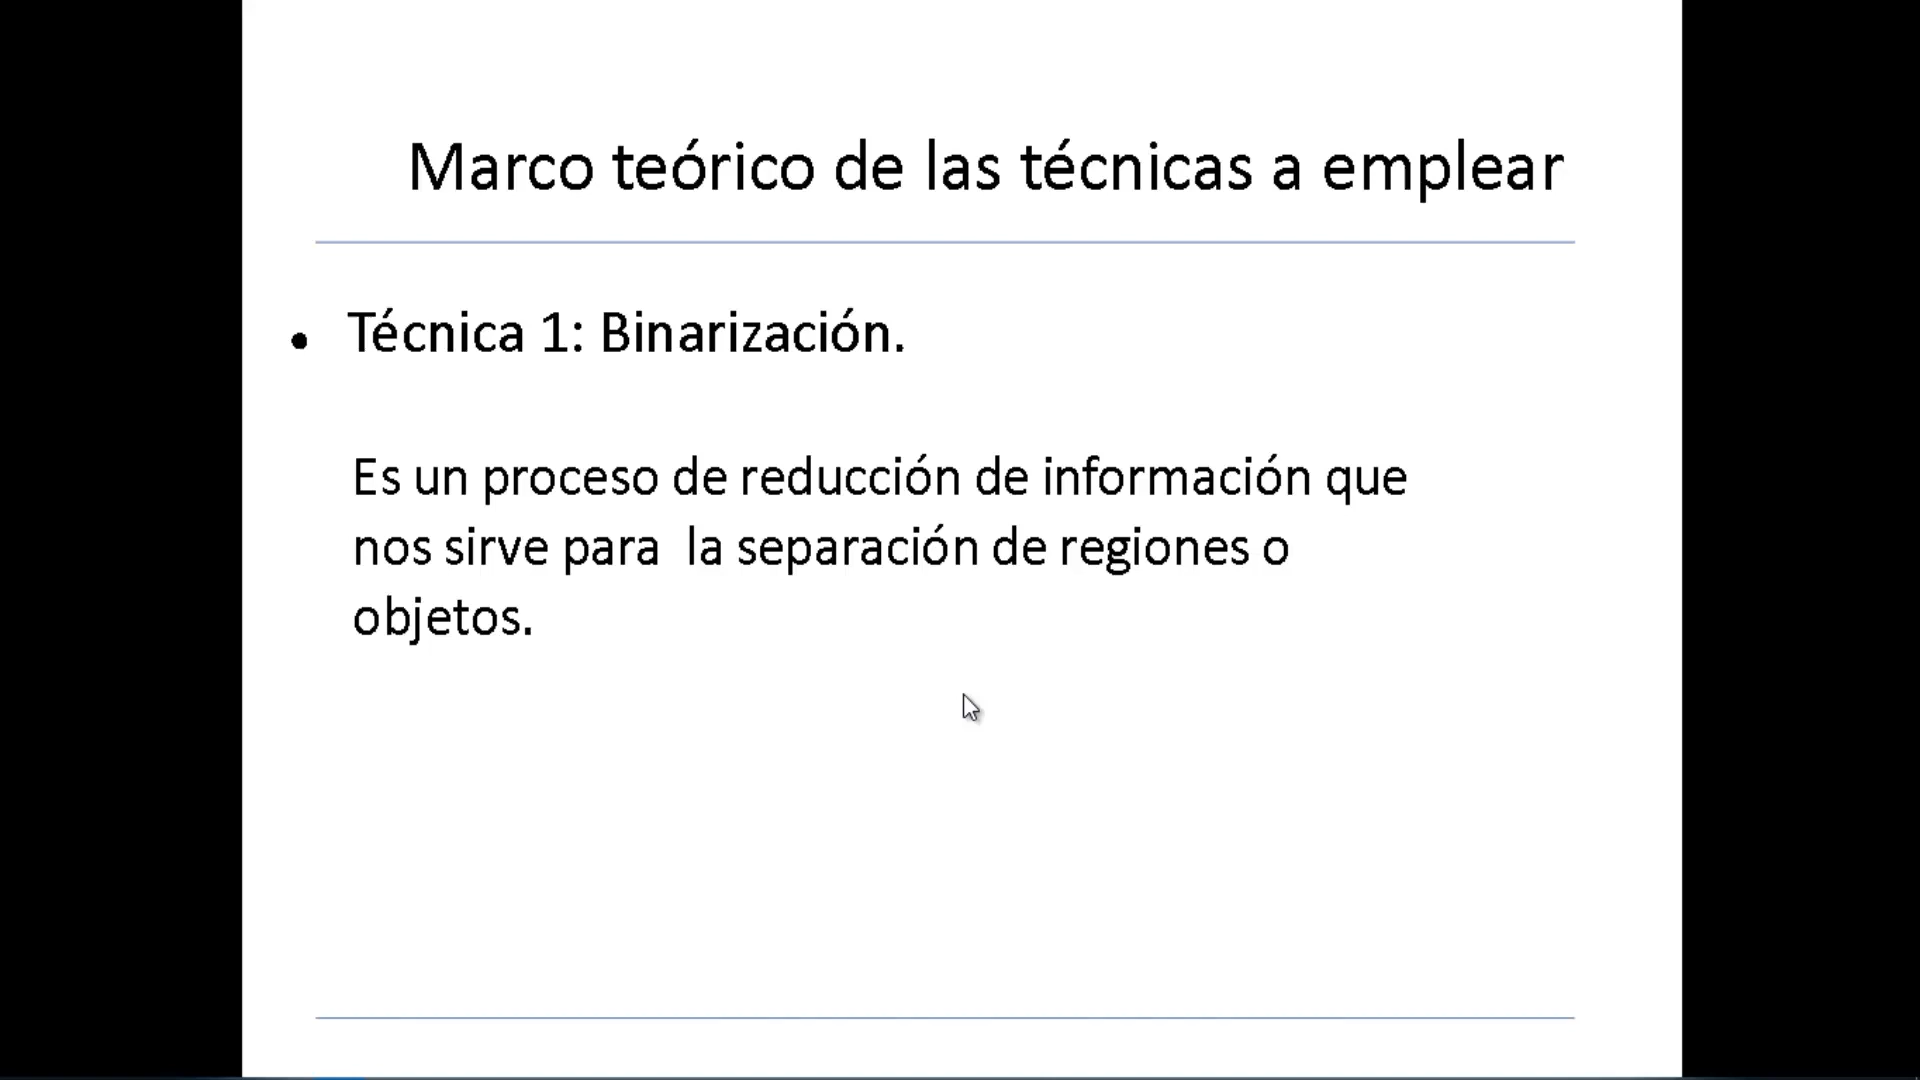 Marco teórico de las técnicas a emplear
• Técnica 1: Binarización.
Es un proceso de reducción de información que
nos sirve para  la separación de regiones o
objetos.